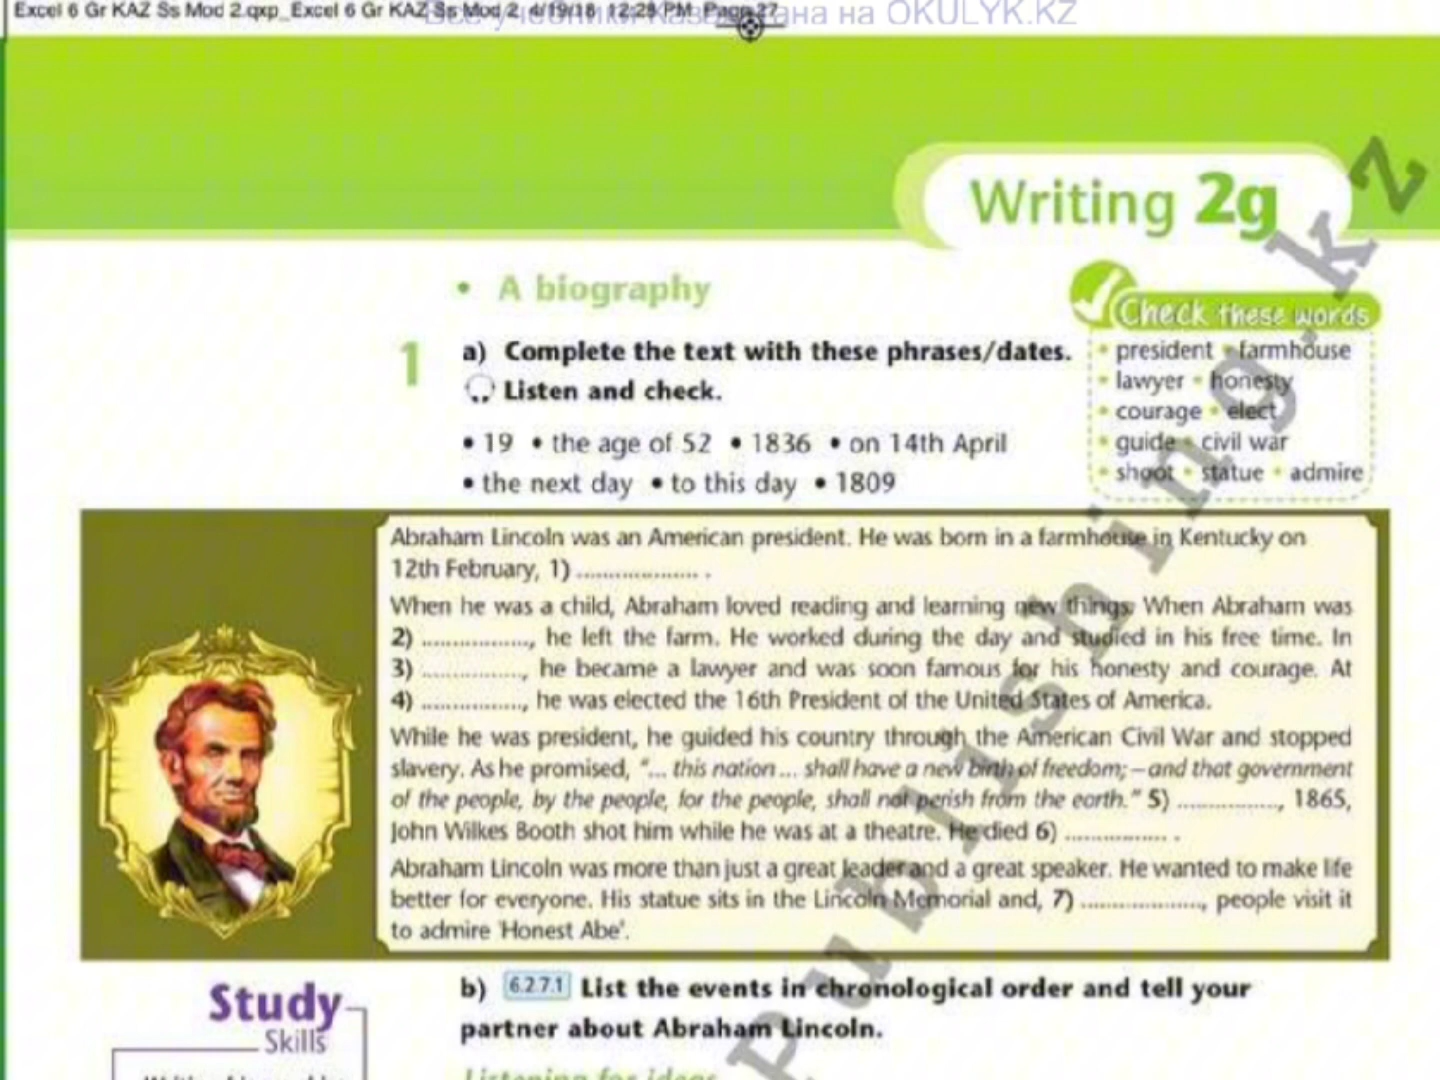 Excel 6 Gr KAZ Ss Mod 2.qxp_Excel 6 Gr KAZ Ss Mod 2 4/19/18 12:28 PM Page 27
на OKULYK.KZ
Writing 2g
• A biography
1 a) Complete the text with these phrases/dates.
Listen and check.
• 19 • the age of 52 • 1836 • on 14th April
• the next day • to this day • 1809
Check these words
• president • farmhouse
• lawyer • honesty
• courage • elect
• guide • civil war
• shoot • statue • admire
Abraham Lincoln was an American president. He was born in a farmhouse in Kentucky on
12th February, 1) .................... .
When he was a child, Abraham loved reading and learning new things. When Abraham was
2) ................., he left the farm. He worked during the day and studied in his free time. In
3) ................, he became a lawyer and was soon famous for his honesty and courage. At
4) ................, he was elected the 16th President of the United States of America.
While he was president, he guided his country through the American Civil War and stopped
slavery. As he promised, "... this nation ... shall have a new birth of freedom; – and that government
of the people, by the people, for the people, shall not perish from the earth." 5) ................, 1865,
John Wilkes Booth shot him while he was at a theatre. He died 6) ................ .
Abraham Lincoln was more than just a great leader and a great speaker. He wanted to make life
better for everyone. His statue sits in the Lincoln Memorial and, 7) ..................., people visit it
to admire 'Honest Abe'.
Publishing.kz
Study
Skills
b) 6.2.7.1 List the events in chronological order and tell your
partner about Abraham Lincoln.
Listening for ideas